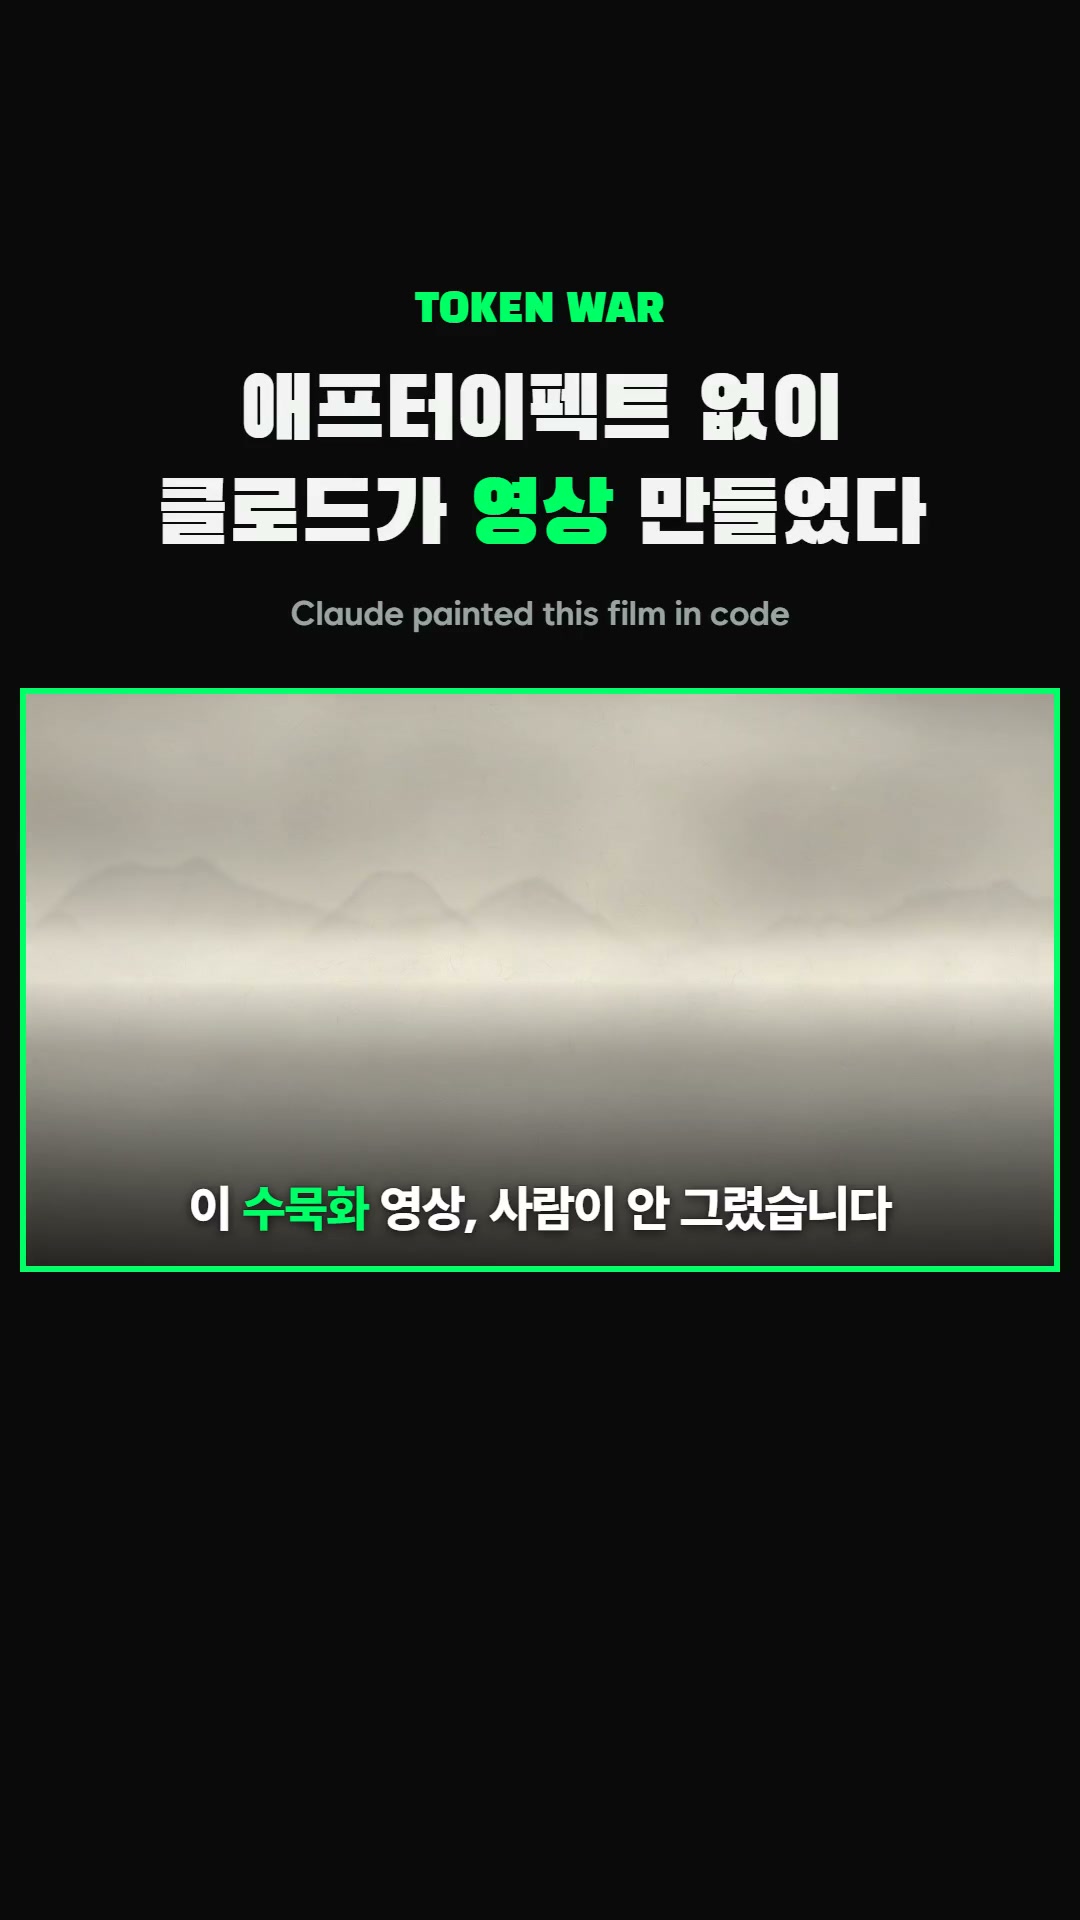 TOKEN WAR
애프터이펙트 없이
클로드가 영상 만들었다
Claude painted this film in code
이 수묵화 영상, 사람이 안 그렸습니다